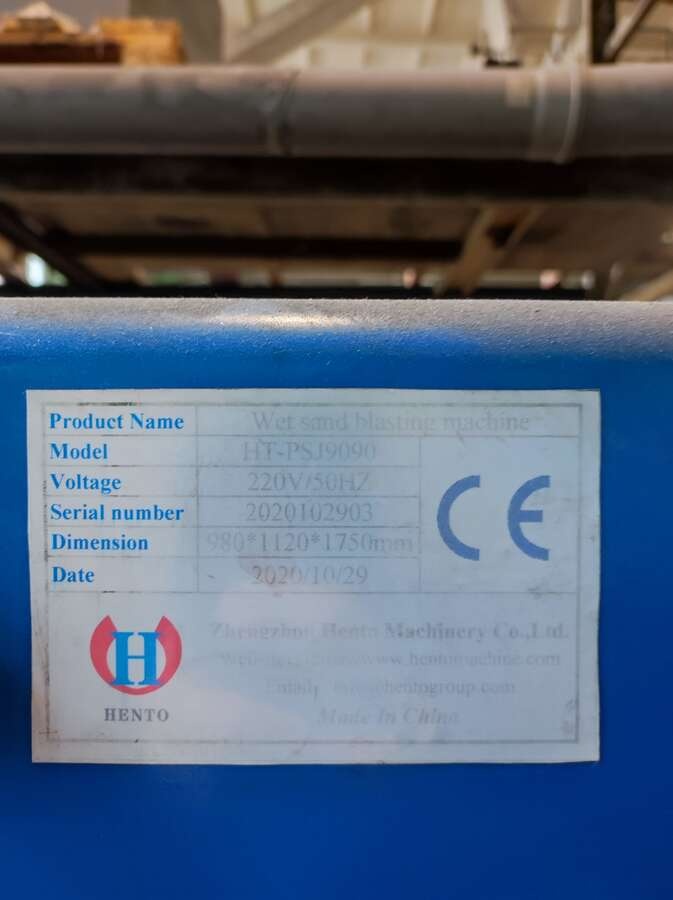 Product Name Wet sand blasting machine
Model HT-PSJ9090
Voltage 220V/50HZ
Serial number 2020102903
Dimension 980*1120*1750mm
Date 2020/10/29
CE
H
HENTO
Zhengzhou Hento Machinery Co.,Ltd.
www.hentomachine.com
Email: @hentogroup.com
Made In China